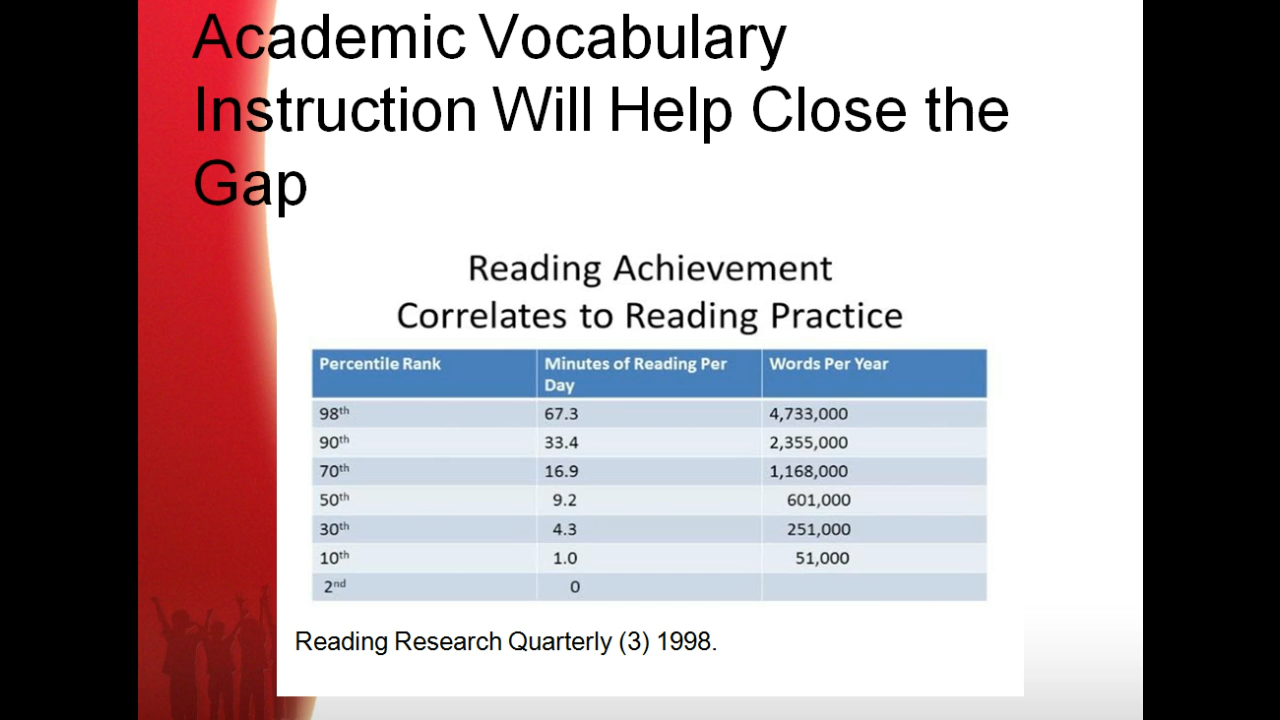 Academic Vocabulary
Instruction Will Help Close the
Gap
Reading Achievement
Correlates to Reading Practice
Percentile Rank Minutes of Reading Per Words Per Year
Day
98th 67.3 4,733,000
90th 33.4 2,355,000
70th 16.9 1,168,000
50th 9.2 601,000
30th 4.3 251,000
10th 1.0 51,000
2nd 0
Reading Research Quarterly (3) 1998.